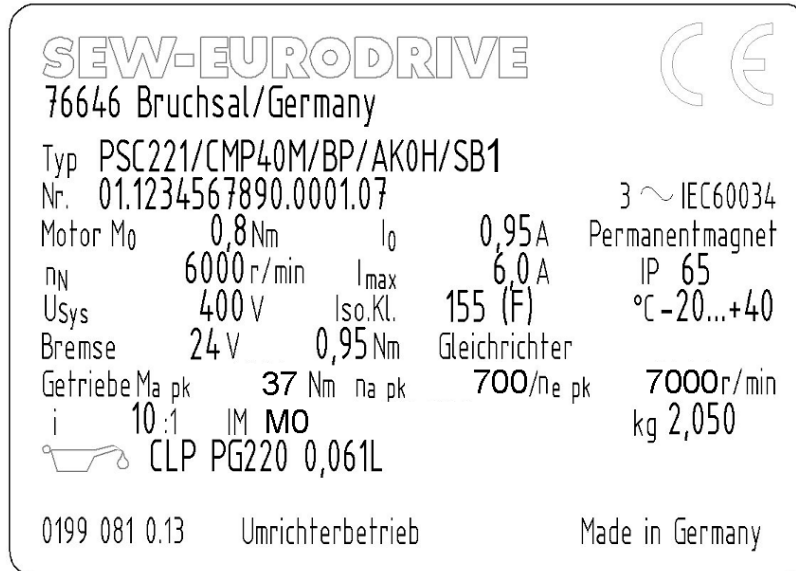 SEW-EURODRIVE CE
76646 Bruchsal/Germany
Typ PSC221/CMP40M/BP/AK0H/SB1
Nr. 01.1234567890.0001.07 3 ~ IEC60034
Motor M0 0,8 Nm I0 0,95 A Permanentmagnet
nN 6000 r/min Imax 6,0 A IP 65
USys 400 V Iso.Kl. 155 (F) °C -20...+40
Bremse 24 V 0,95 Nm Gleichrichter
Getriebe Ma pk 37 Nm na pk 700/ne pk 7000 r/min
i 10 :1 IM MO kg 2,050
CLP PG220 0,061L
0199 081 0.13 Umrichterbetrieb Made in Germany